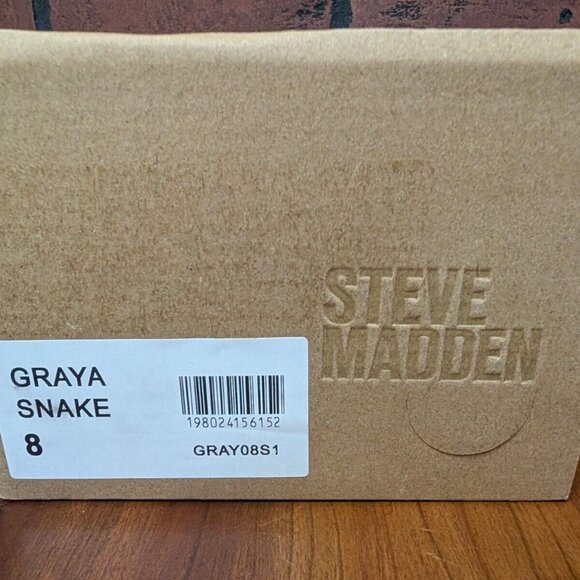 STEVE
MADDEN
GRAYA
SNAKE
8
198024156152
GRAY08S1